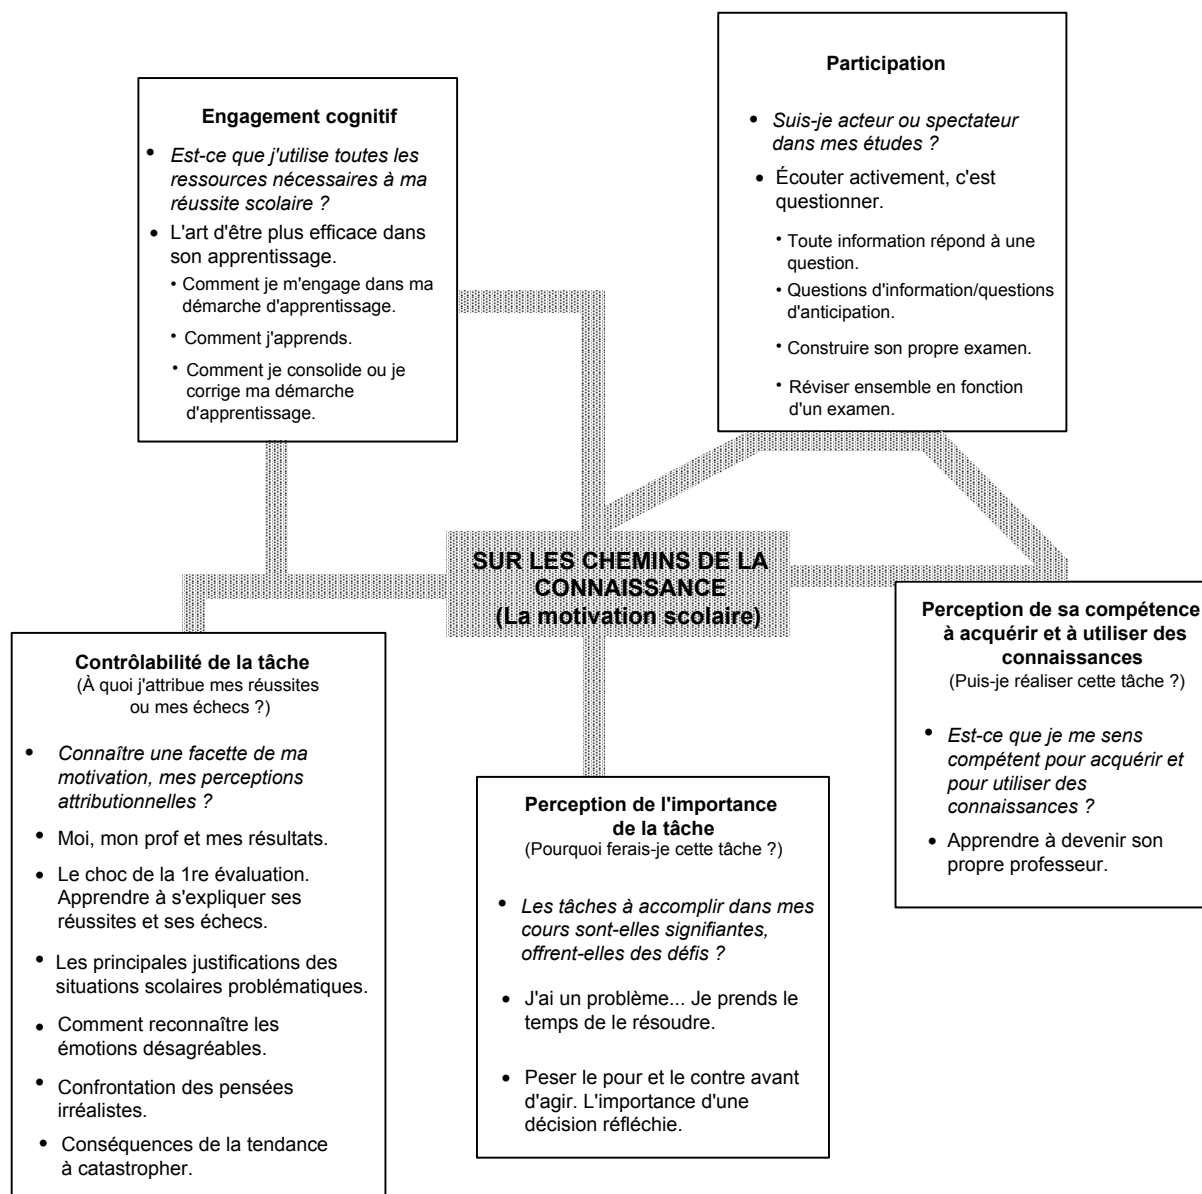 Participation
• Suis-je acteur ou spectateur
dans mes études ?
• Écouter activement, c'est
questionner.
• Toute information répond à une
question.
• Questions d'information/questions
d'anticipation.
• Construire son propre examen.
• Réviser ensemble en fonction
d'un examen.
Engagement cognitif
• Est-ce que j'utilise toutes les
ressources nécessaires à ma
réussite scolaire ?
• L'art d'être plus efficace dans
son apprentissage.
• Comment je m'engage dans ma
démarche d'apprentissage.
• Comment j'apprends.
• Comment je consolide ou je
corrige ma démarche
d'apprentissage.
SUR LES CHEMINS DE LA
CONNAISSANCE
(La motivation scolaire)
Perception de sa compétence
à acquérir et à utiliser des
connaissances
(Puis-je réaliser cette tâche ?)
• Est-ce que je me sens
compétent pour acquérir et
pour utiliser des
connaissances ?
• Apprendre à devenir son
propre professeur.
Contrôlabilité de la tâche
(À quoi j'attribue mes réussites
ou mes échecs ?)
• Connaître une facette de ma
motivation, mes perceptions
attributionnelles ?
• Moi, mon prof et mes résultats.
• Le choc de la 1re évaluation.
Apprendre à s'expliquer ses
réussites et ses échecs.
• Les principales justifications des
situations scolaires problématiques.
• Comment reconnaître les
émotions désagréables.
• Confrontation des pensées
irréalistes.
• Conséquences de la tendance
à catastropher.
Perception de l'importance
de la tâche
(Pourquoi ferais-je cette tâche ?)
• Les tâches à accomplir dans mes
cours sont-elles signifiantes,
offrent-elles des défis ?
• J'ai un problème... Je prends le
temps de le résoudre.
• Peser le pour et le contre avant
d'agir. L'importance d'une
décision réfléchie.